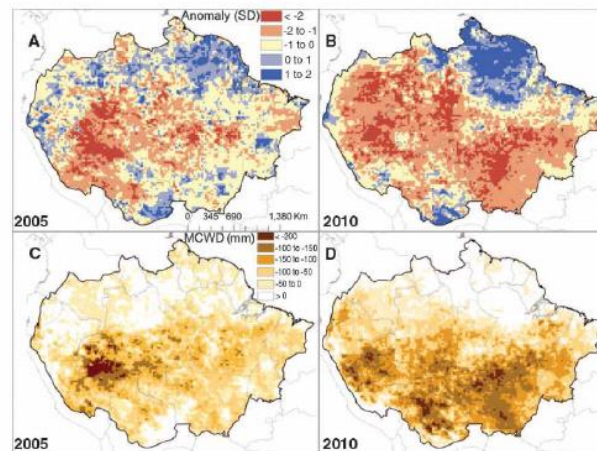 A
Anomaly (SD)
< -2
-2 to -1
-1 to 0
0 to 1
1 to 2
2005
0 345 690 1,380 Km
B
2010
C
MCWD (mm)
< -200
-100 to -150
-150 to -100
-100 to -50
-50 to 0
> 0
2005
D
2010